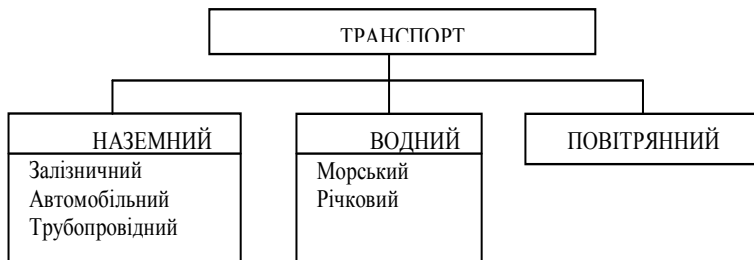 ТРАНСПОРТ
НАЗЕМНИЙ
Залізничний
Автомобільний
Трубопровідний
ВОДНИЙ
Морський
Річковий
ПОВІТРЯННИЙ